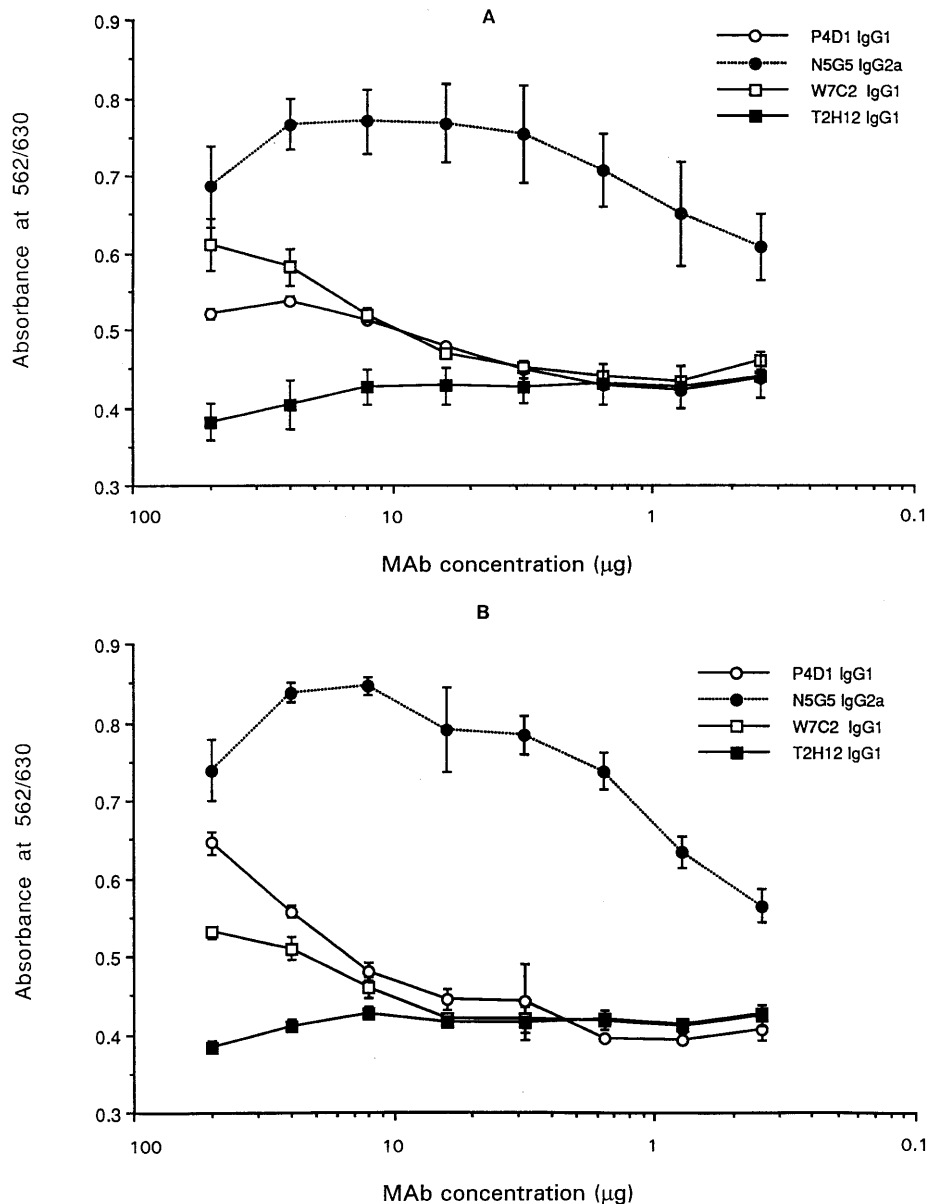 A
P4D1 IgG1
N5G5 IgG2a
W7C2 IgG1
T2H12 IgG1
0.9
0.8
0.7
0.6
0.5
0.4
0.3
Absorbance at 562/630
100
10
1
0.1
MAb concentration (µg)
B
P4D1 IgG1
N5G5 IgG2a
W7C2 IgG1
T2H12 IgG1
0.9
0.8
0.7
0.6
0.5
0.4
0.3
Absorbance at 562/630
100
10
1
0.1
MAb concentration (µg)